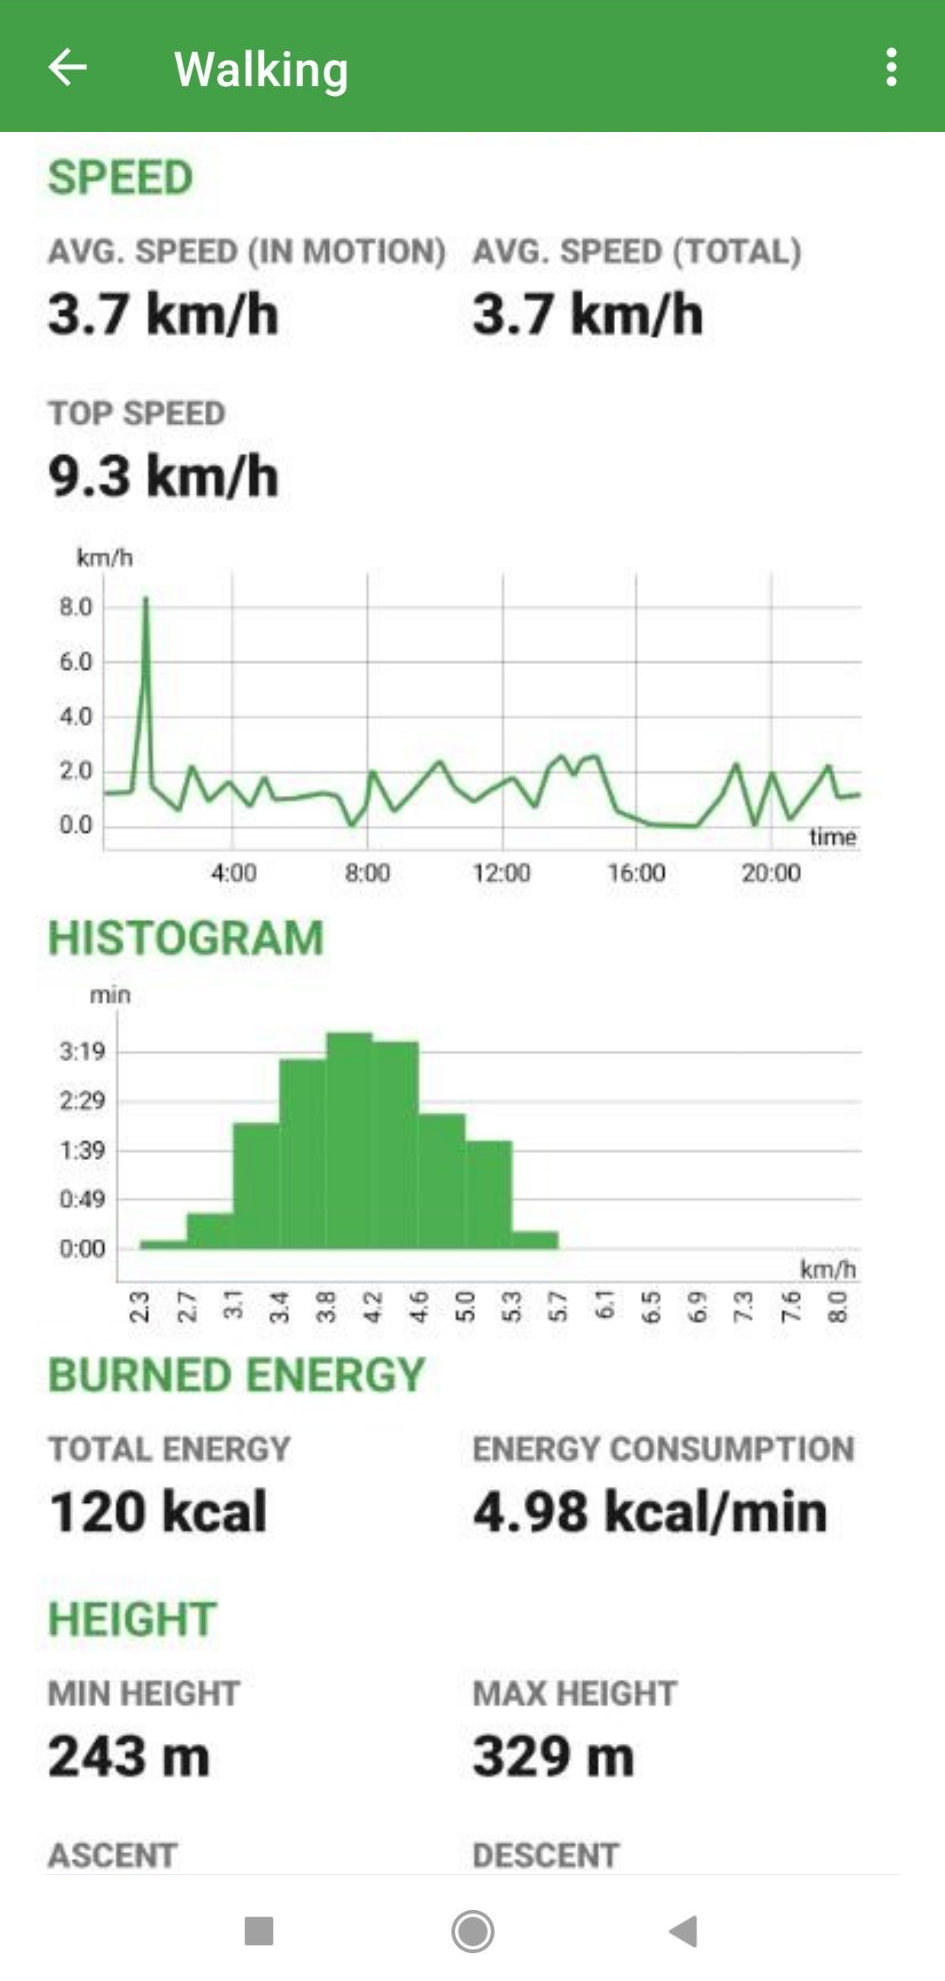 Walking
SPEED
AVG. SPEED (IN MOTION) AVG. SPEED (TOTAL)
3.7 km/h 3.7 km/h
TOP SPEED
9.3 km/h
km/h
8.0
6.0
4.0
2.0
0.0
time
4:00 8:00 12:00 16:00 20:00
HISTOGRAM
min
3:19
2:29
1:39
0:49
0:00
km/h
2.3 2.7 3.1 3.4 3.8 4.2 4.6 5.0 5.3 5.7 6.1 6.5 6.9 7.3 7.6 8.0
BURNED ENERGY
TOTAL ENERGY ENERGY CONSUMPTION
120 kcal 4.98 kcal/min
HEIGHT
MIN HEIGHT MAX HEIGHT
243 m 329 m
ASCENT DESCENT